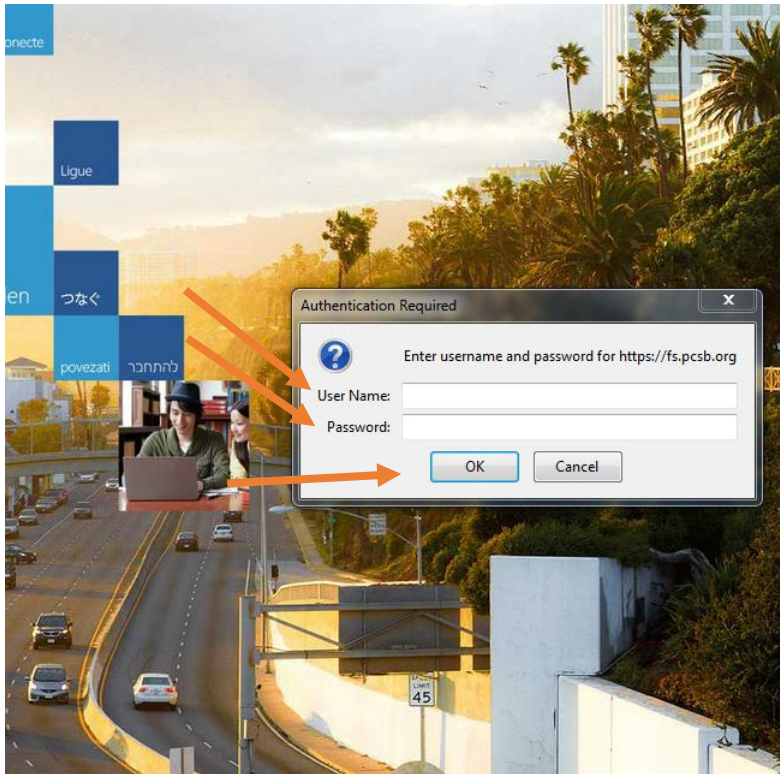 onecte
Ligue
len
つなぐ
povezati
להתחבר
Authentication Required
X
Enter username and password for https://fs.pcsb.org
User Name:
Password:
OK
Cancel
LIMIT
45